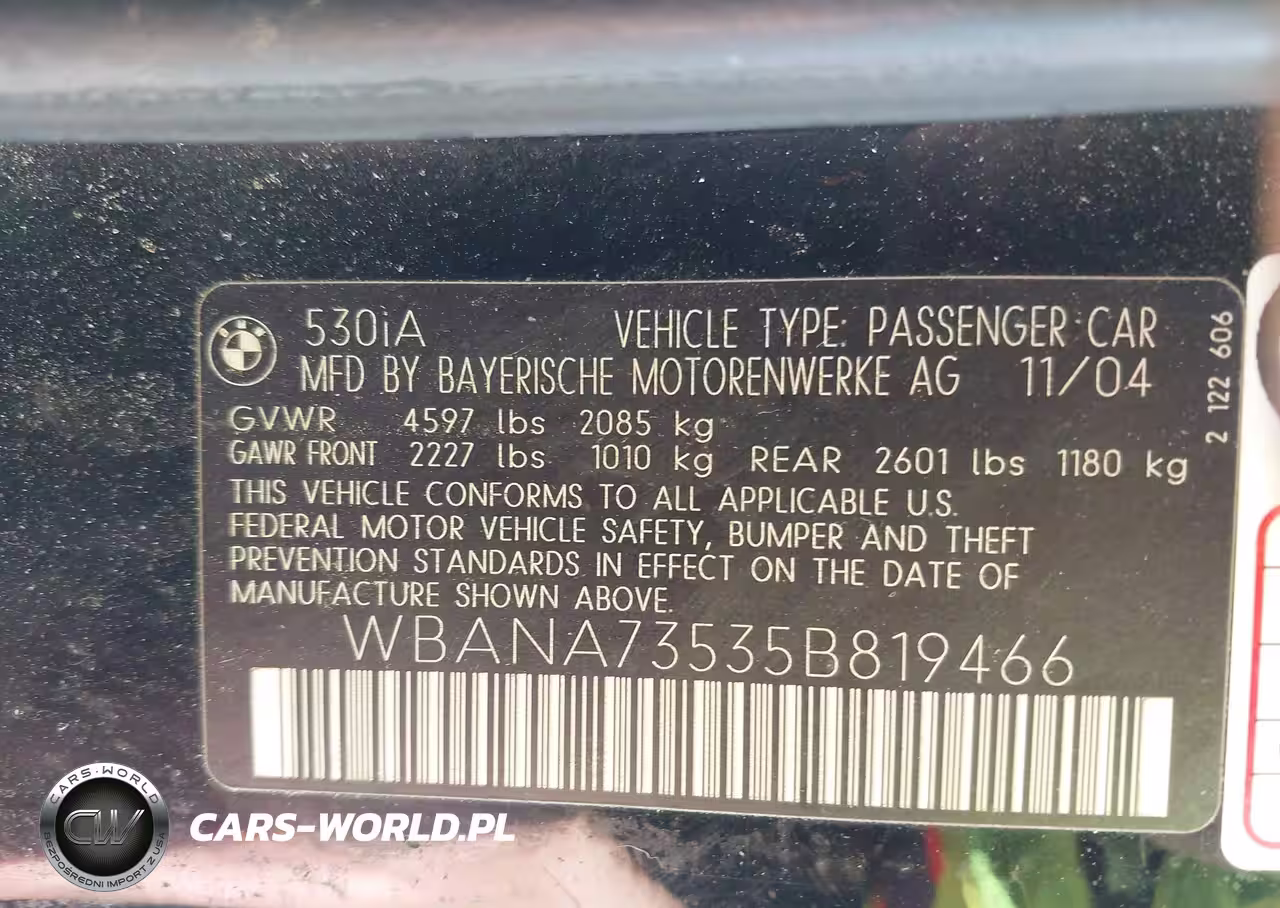 530iA VEHICLE TYPE: PASSENGER CAR
MFD BY BAYERISCHE MOTORENWERKE AG 11/04
GVWR 4597 lbs 2085 kg
GAWR FRONT 2227 lbs 1010 kg REAR 2601 lbs 1180 kg
THIS VEHICLE CONFORMS TO ALL APPLICABLE U.S.
FEDERAL MOTOR VEHICLE SAFETY, BUMPER AND THEFT
PREVENTION STANDARDS IN EFFECT ON THE DATE OF
MANUFACTURE SHOWN ABOVE.
WBANA73535B819466
2 122 606
CARS-WORLD
CW
BEZPOŚREDNI IMPORT Z USA
CARS-WORLD.PL